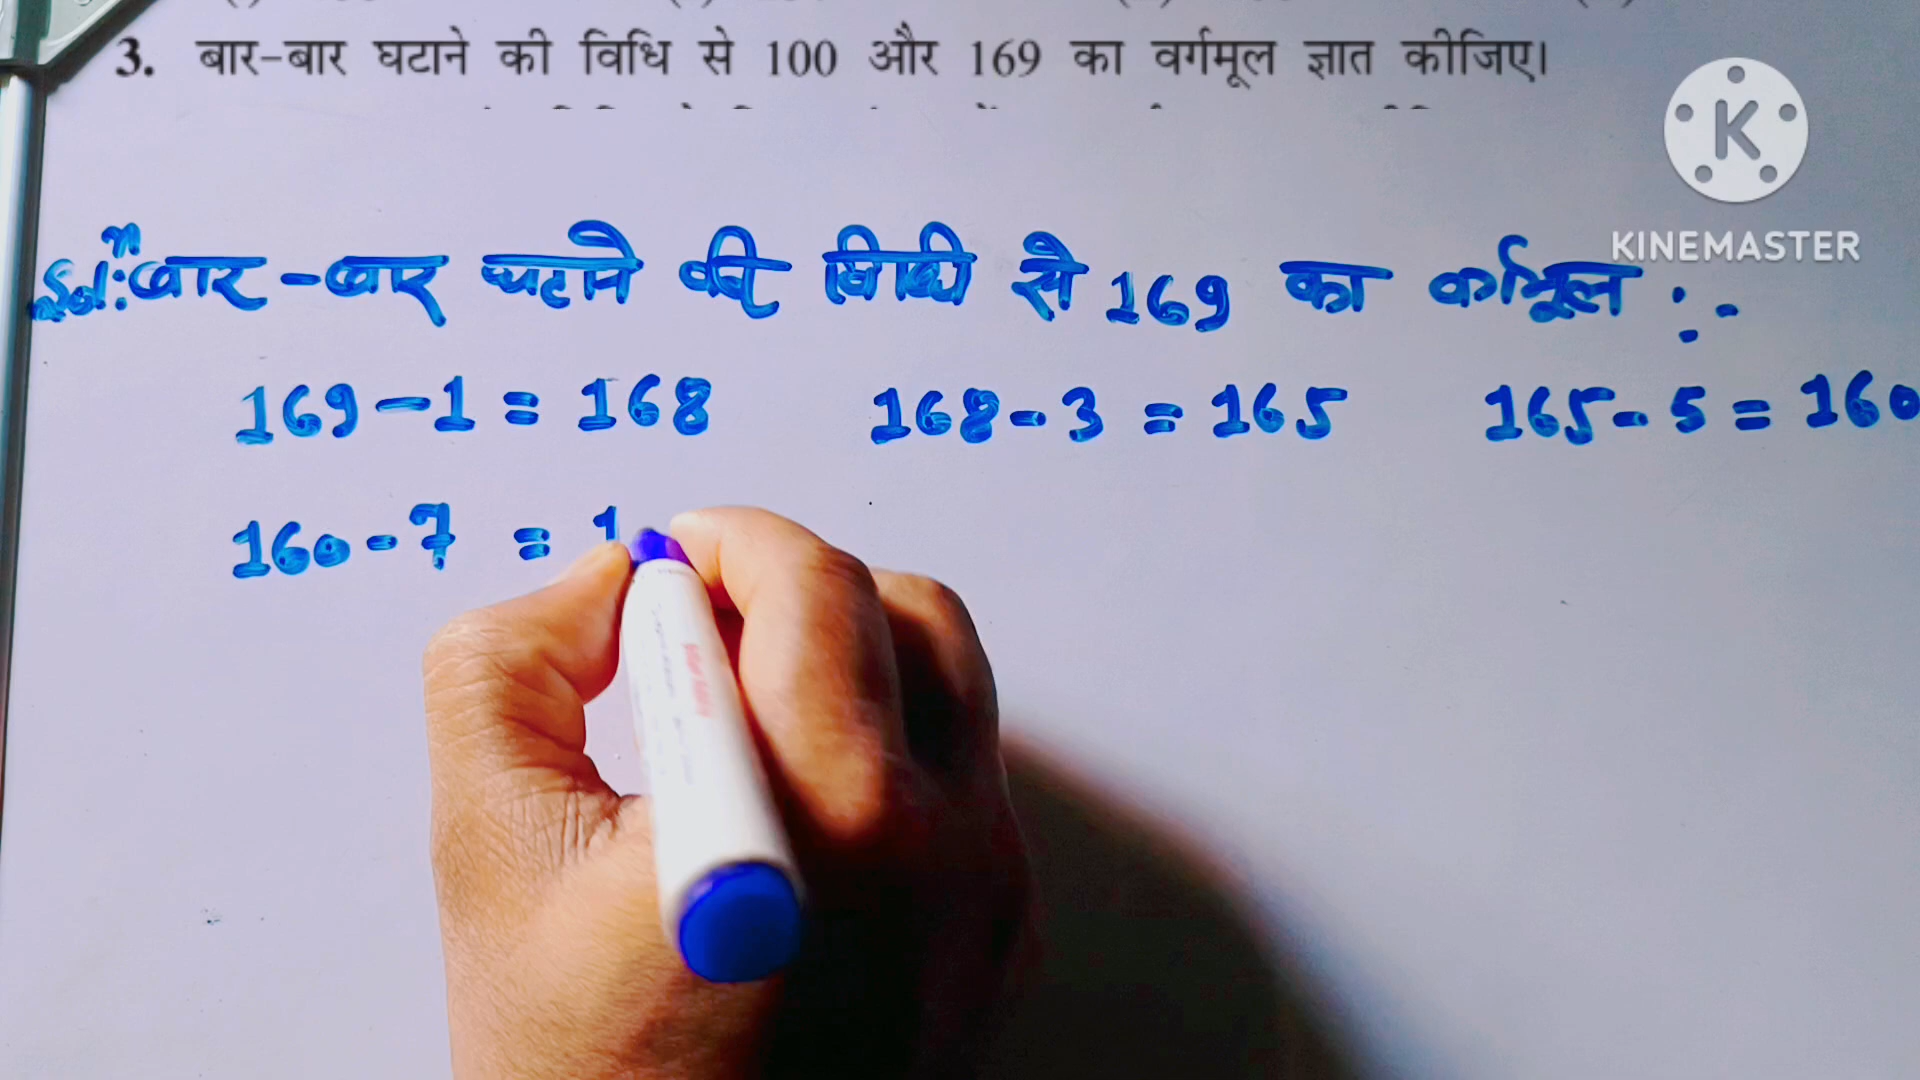 3. बार-बार घटाने की विधि से 100 और 169 का वर्गमूल ज्ञात कीजिए।
KINEMASTER
Solⁿ: बार-बार घटाने की विधि से 169 का वर्गमूल :-
169-1 = 168 168-3 = 165 165-5 = 160
160-7 = 1